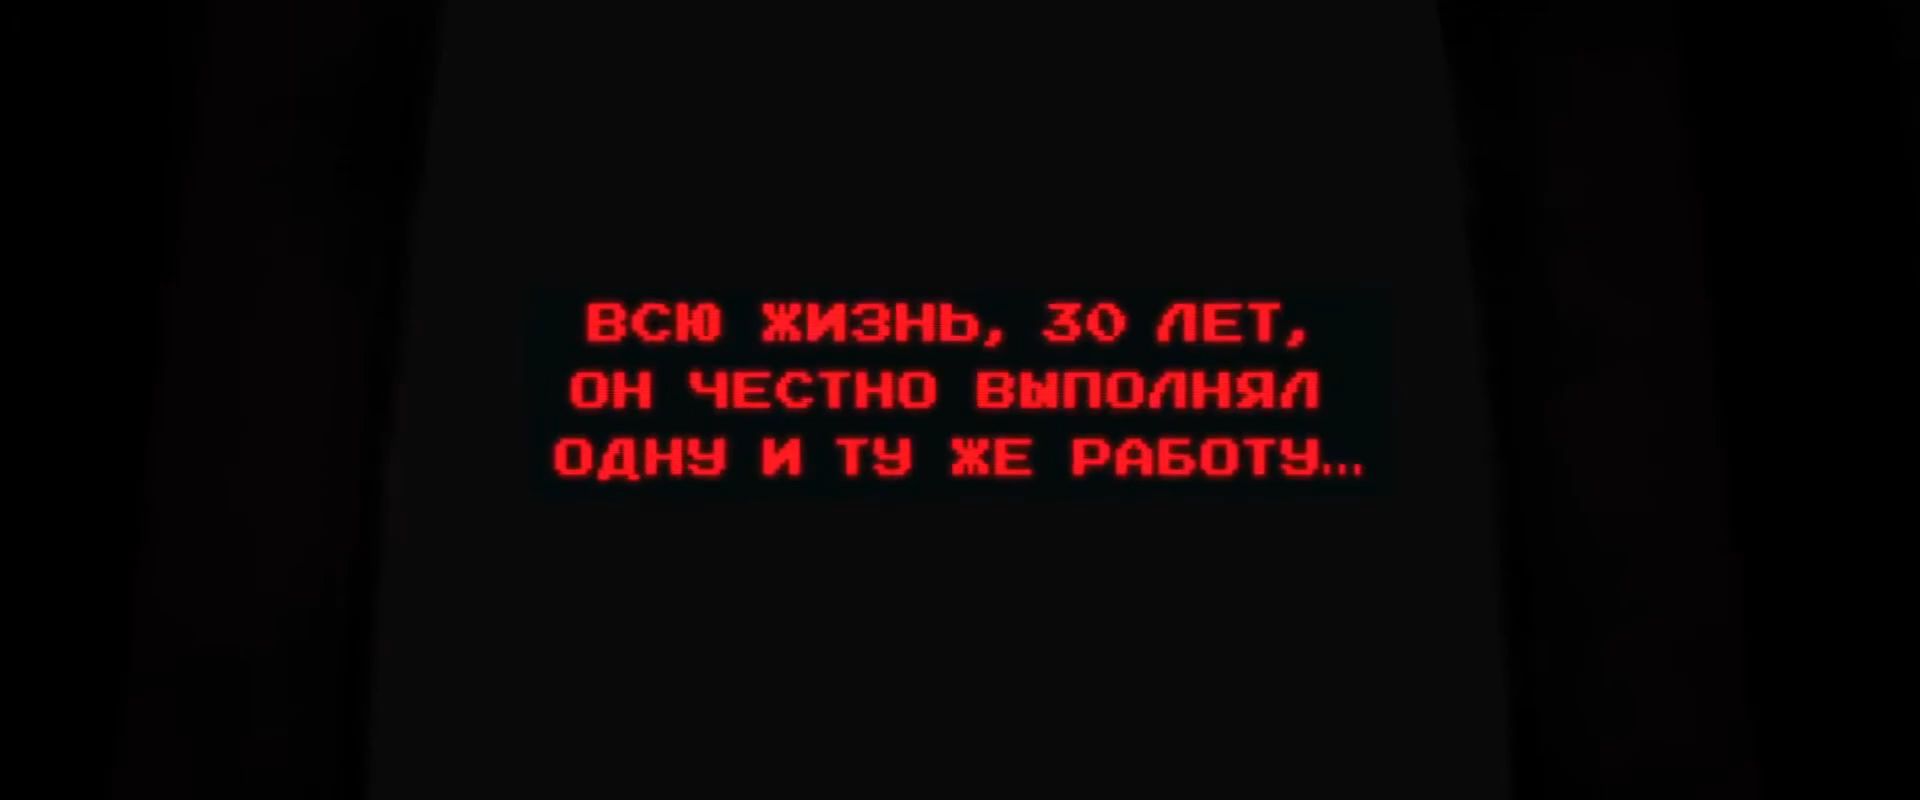 ВСЮ ЖИЗНЬ, 30 ЛЕТ,
ОН ЧЕСТНО ВЫПОЛНЯЛ
ОДНУ И ТУ ЖЕ РАБОТУ...